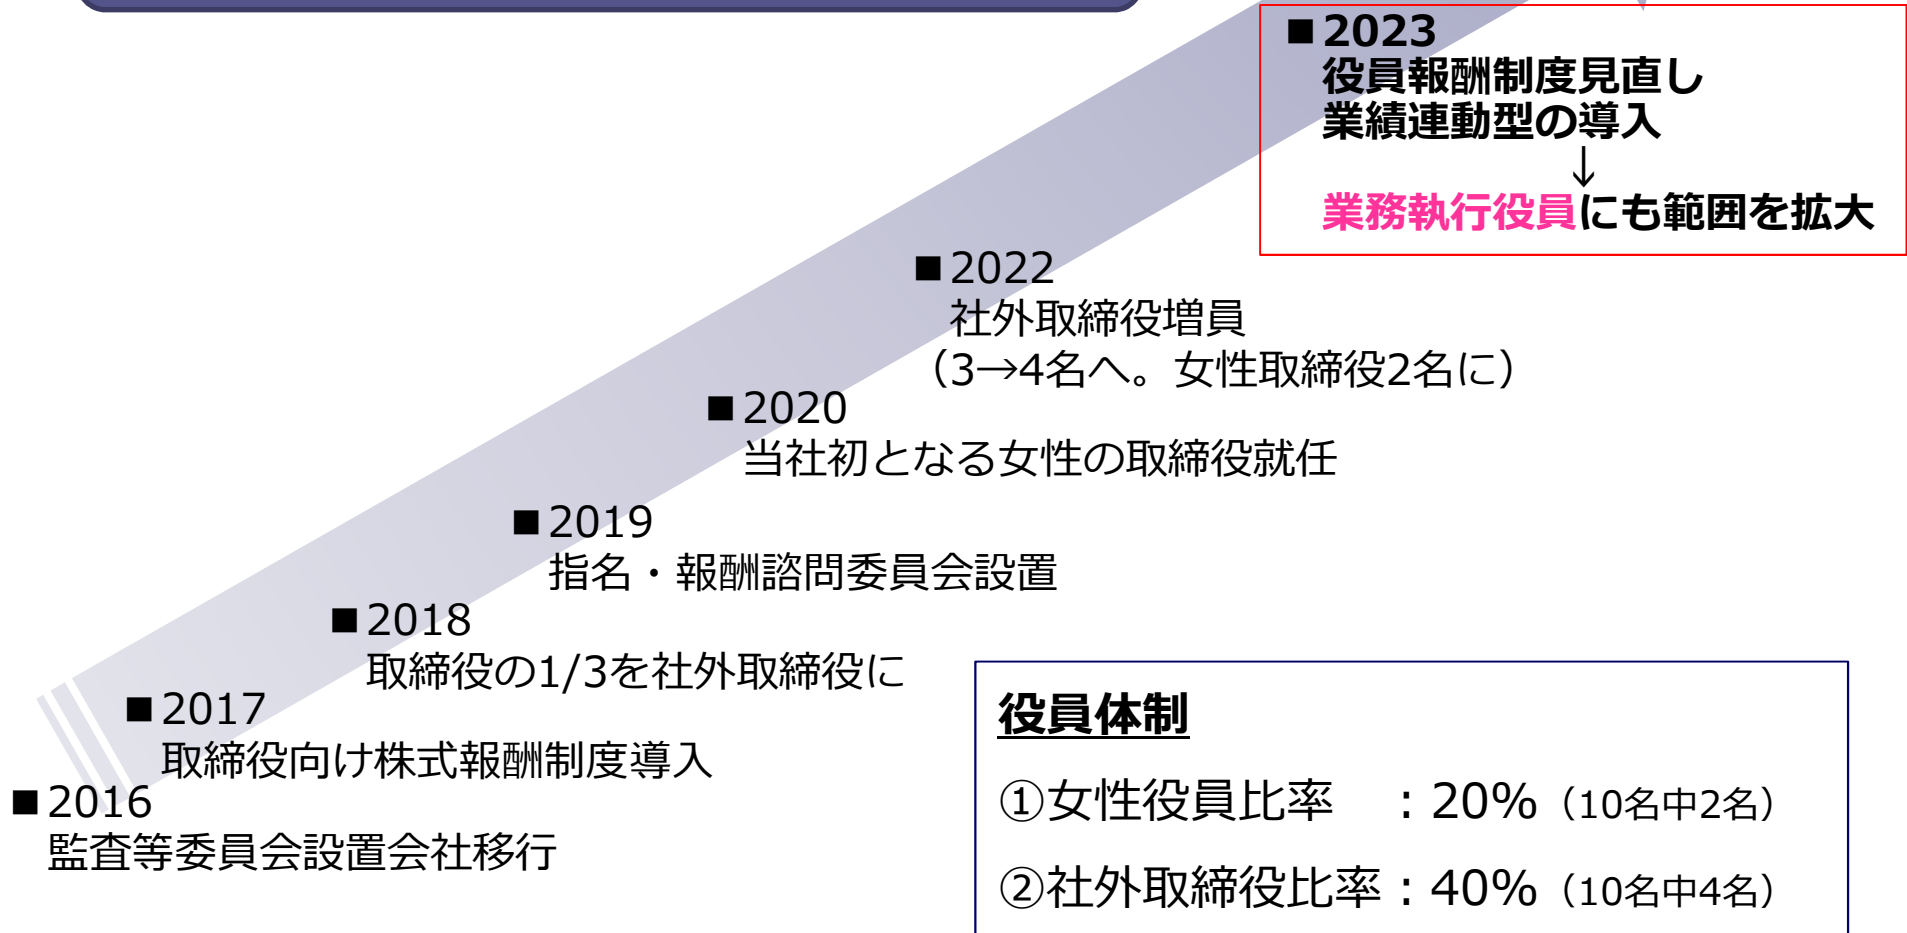 ■2023
役員報酬制度見直し
業績連動型の導入
↓
業務執行役員にも範囲を拡大
■2022
社外取締役増員
（3→4名へ。女性取締役2名に）
■2020
当社初となる女性の取締役就任
■2019
指名・報酬諮問委員会設置
■2018
取締役の1/3を社外取締役に
■2017
取締役向け株式報酬制度導入
■2016
監査等委員会設置会社移行
役員体制
①女性役員比率　：20%（10名中2名）
②社外取締役比率：40%（10名中4名）